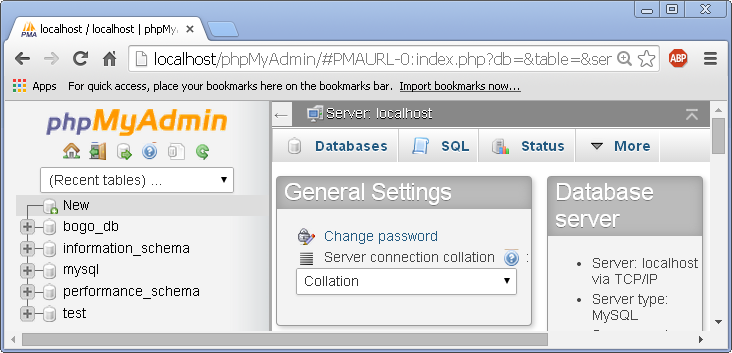 localhost / localhost | phpMy
localhost/phpMyAdmin/#PMAURL-0:index.php?db=&table=&ser
ABP
Apps For quick access, place your bookmarks here on the bookmarks bar. Import bookmarks now...
phpMyAdmin
(Recent tables) ...
New
bogo_db
information_schema
mysql
performance_schema
test
Server: localhost
Databases SQL Status More
General Settings
Change password
Server connection collation :
Collation
Database
server
Server: localhost
via TCP/IP
Server type:
MySQL